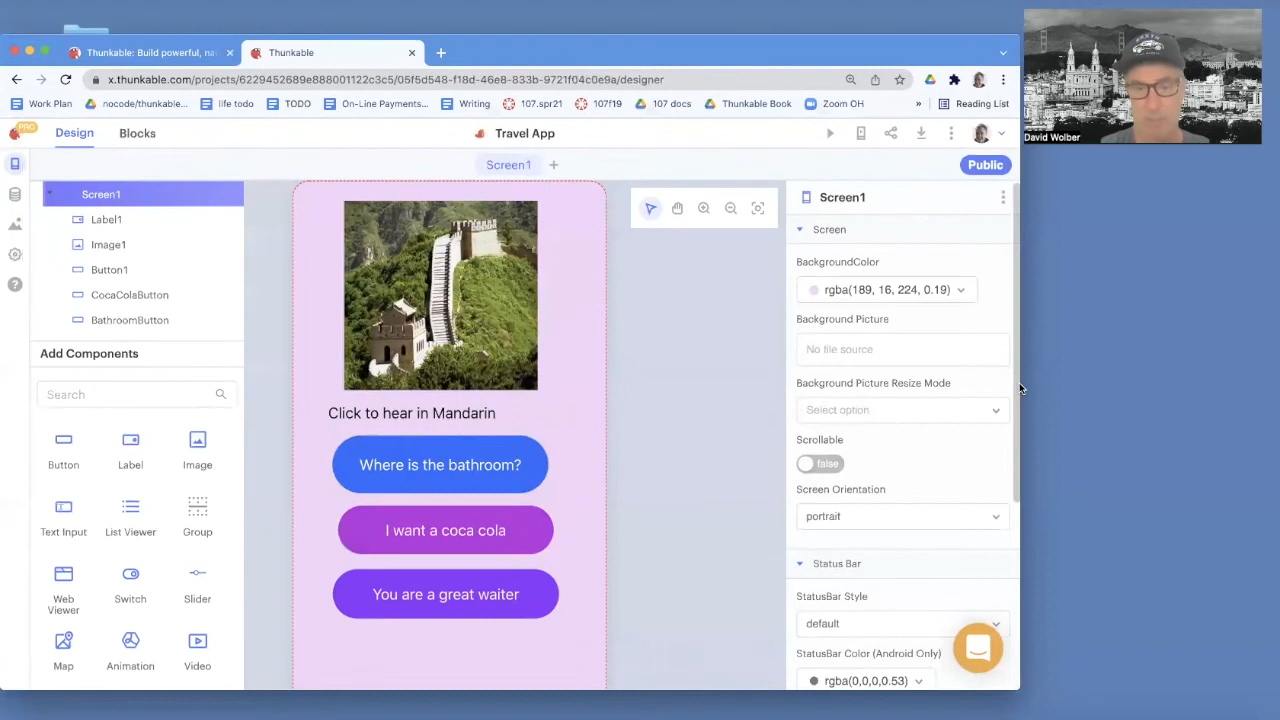 Thunkable: Build powerful, na
Thunkable
x.thunkable.com/projects/6229452689e888001122c3c5/05f5d548-f18d-46e8-833b-9721f04c0e9a/designer
Work Plan
nocode/thunkable...
life todo
TODO
On-Line Payments...
Writing
107.spr21
107f19
107 docs
Thunkable Book
Zoom OH
»
Reading List
PRO
Design
Blocks
Travel App
Screen1
Public
Screen1
Label1
Image1
Button1
CocaColaButton
BathroomButton
Add Components
Search
Button
Label
Image
Text Input
List Viewer
Group
Web
Viewer
Switch
Slider
Map
Animation
Video
Click to hear in Mandarin
Where is the bathroom?
I want a coca cola
You are a great waiter
Screen1
Screen
BackgroundColor
rgba(189, 16, 224, 0.19)
Background Picture
No file source
Background Picture Resize Mode
Select option
Scrollable
false
Screen Orientation
portrait
Status Bar
StatusBar Style
default
StatusBar Color (Android Only)
rgba(0,0,0,0.53)
David Wolber